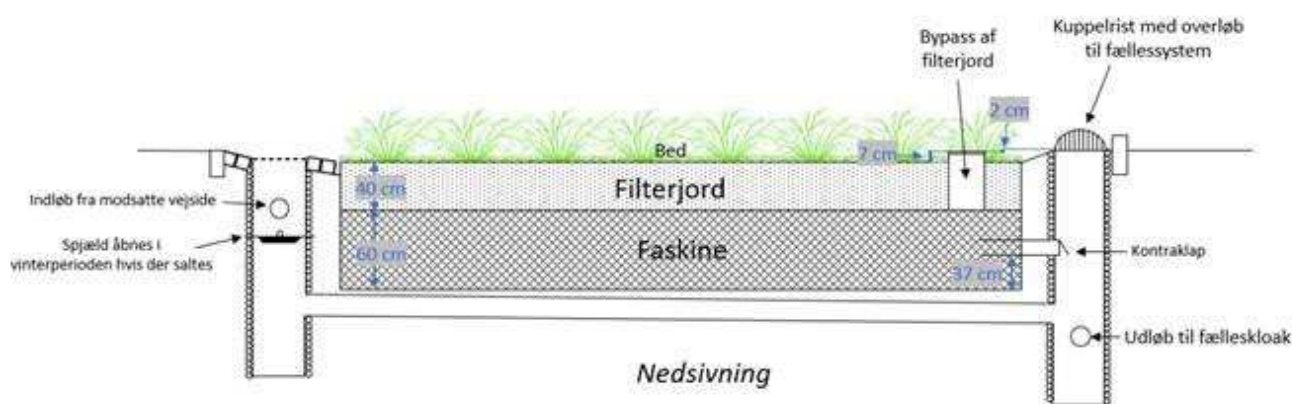 Kuppelrist med overløb
til fællessystem
Bypass af
filterjord
2 cm
Bed
7 cm
40 cm
Filterjord
Indløb fra modsatte vejside
Spjæld åbnes i
vinterperioden hvis der saltes
60 cm
Faskine
Kontraklap
37 cm
Udløb til fælleskloak
Nedsivning